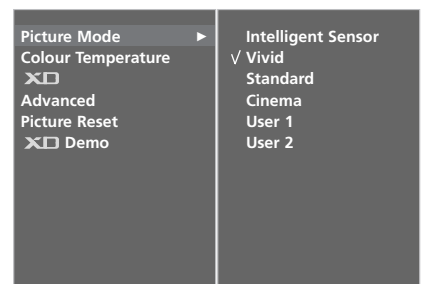 Picture Mode ►
Colour Temperature
XD
Advanced
Picture Reset
XD Demo
Intelligent Sensor
√ Vivid
Standard
Cinema
User 1
User 2